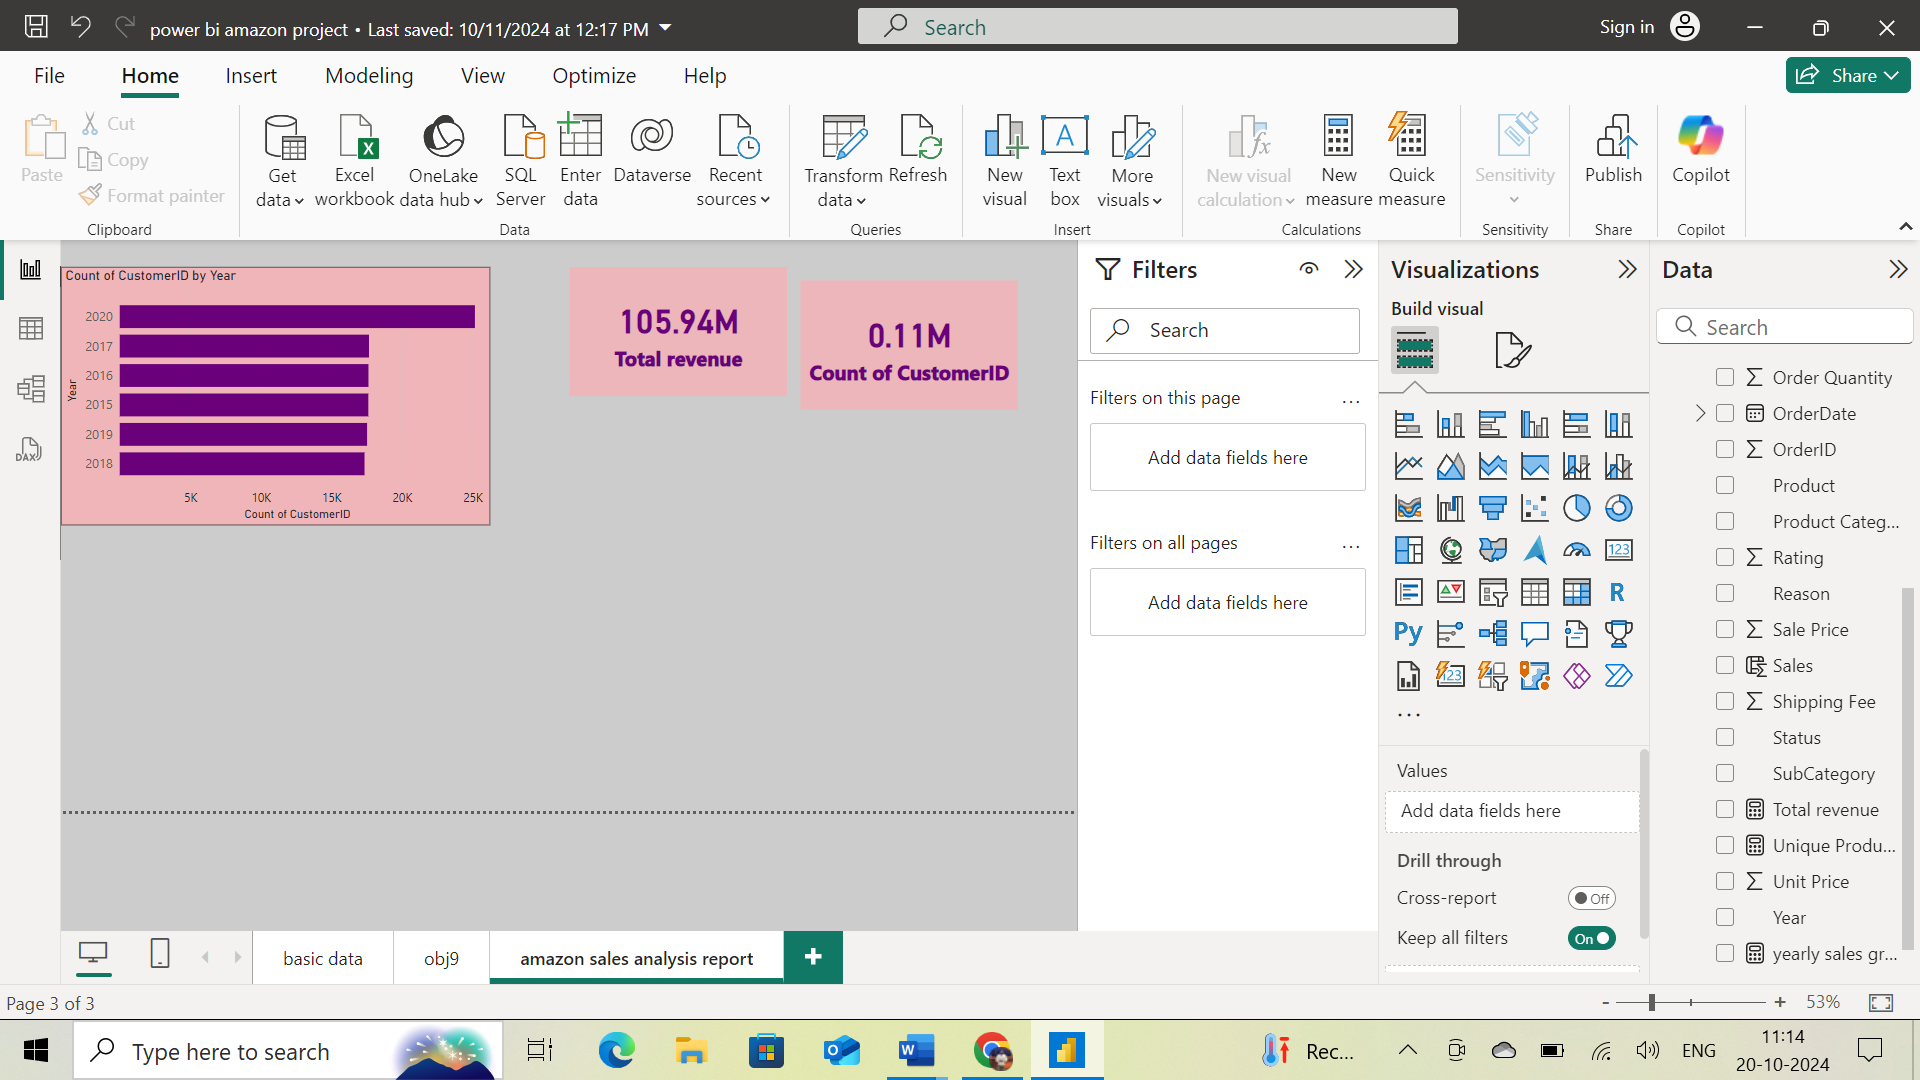 power bi amazon project • Last saved: 10/11/2024 at 12:17 PM
Search
Sign in
File
Home
Insert
Modeling
View
Optimize
Help
Share
Paste
Cut
Copy
Format painter
Clipboard
Get data
Excel workbook
OneLake data hub
SQL Server
Enter data
Dataverse
Recent sources
Data
Transform data
Refresh
Queries
New visual
Text box
More visuals
Insert
New visual calculation
New measure
Quick measure
Calculations
Sensitivity
Sensitivity
Publish
Share
Copilot
Copilot
DAX
Count of CustomerID by Year
Year
2020
2017
2016
2015
2019
2018
5K
10K
15K
20K
25K
Count of CustomerID
105.94M
Total revenue
0.11M
Count of CustomerID
Filters
Search
Filters on this page
...
Add data fields here
Filters on all pages
...
Add data fields here
Visualizations
Build visual
123
R
Py
123
...
Values
Add data fields here
Drill through
Cross-report
Off
Keep all filters
On
Data
Search
Order Quantity
OrderDate
OrderID
Product
Product Categ...
Rating
Reason
Sale Price
Sales
Shipping Fee
Status
SubCategory
Total revenue
Unique Produ...
Unit Price
Year
yearly sales gr...
basic data
obj9
amazon sales analysis report
+
Page 3 of 3
- + 53%
Type here to search
Rec...
ENG
11:14
20-10-2024